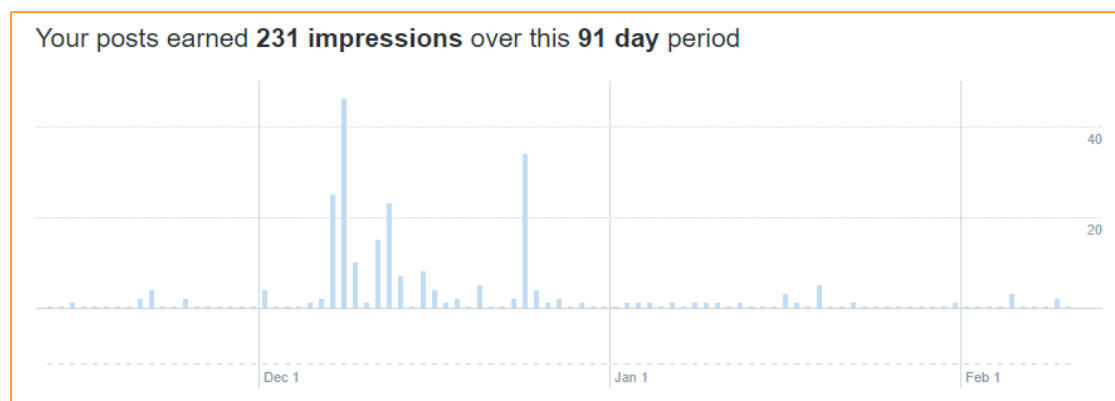 Your posts earned 231 impressions over this 91 day period
40
20
Dec 1
Jan 1
Feb 1